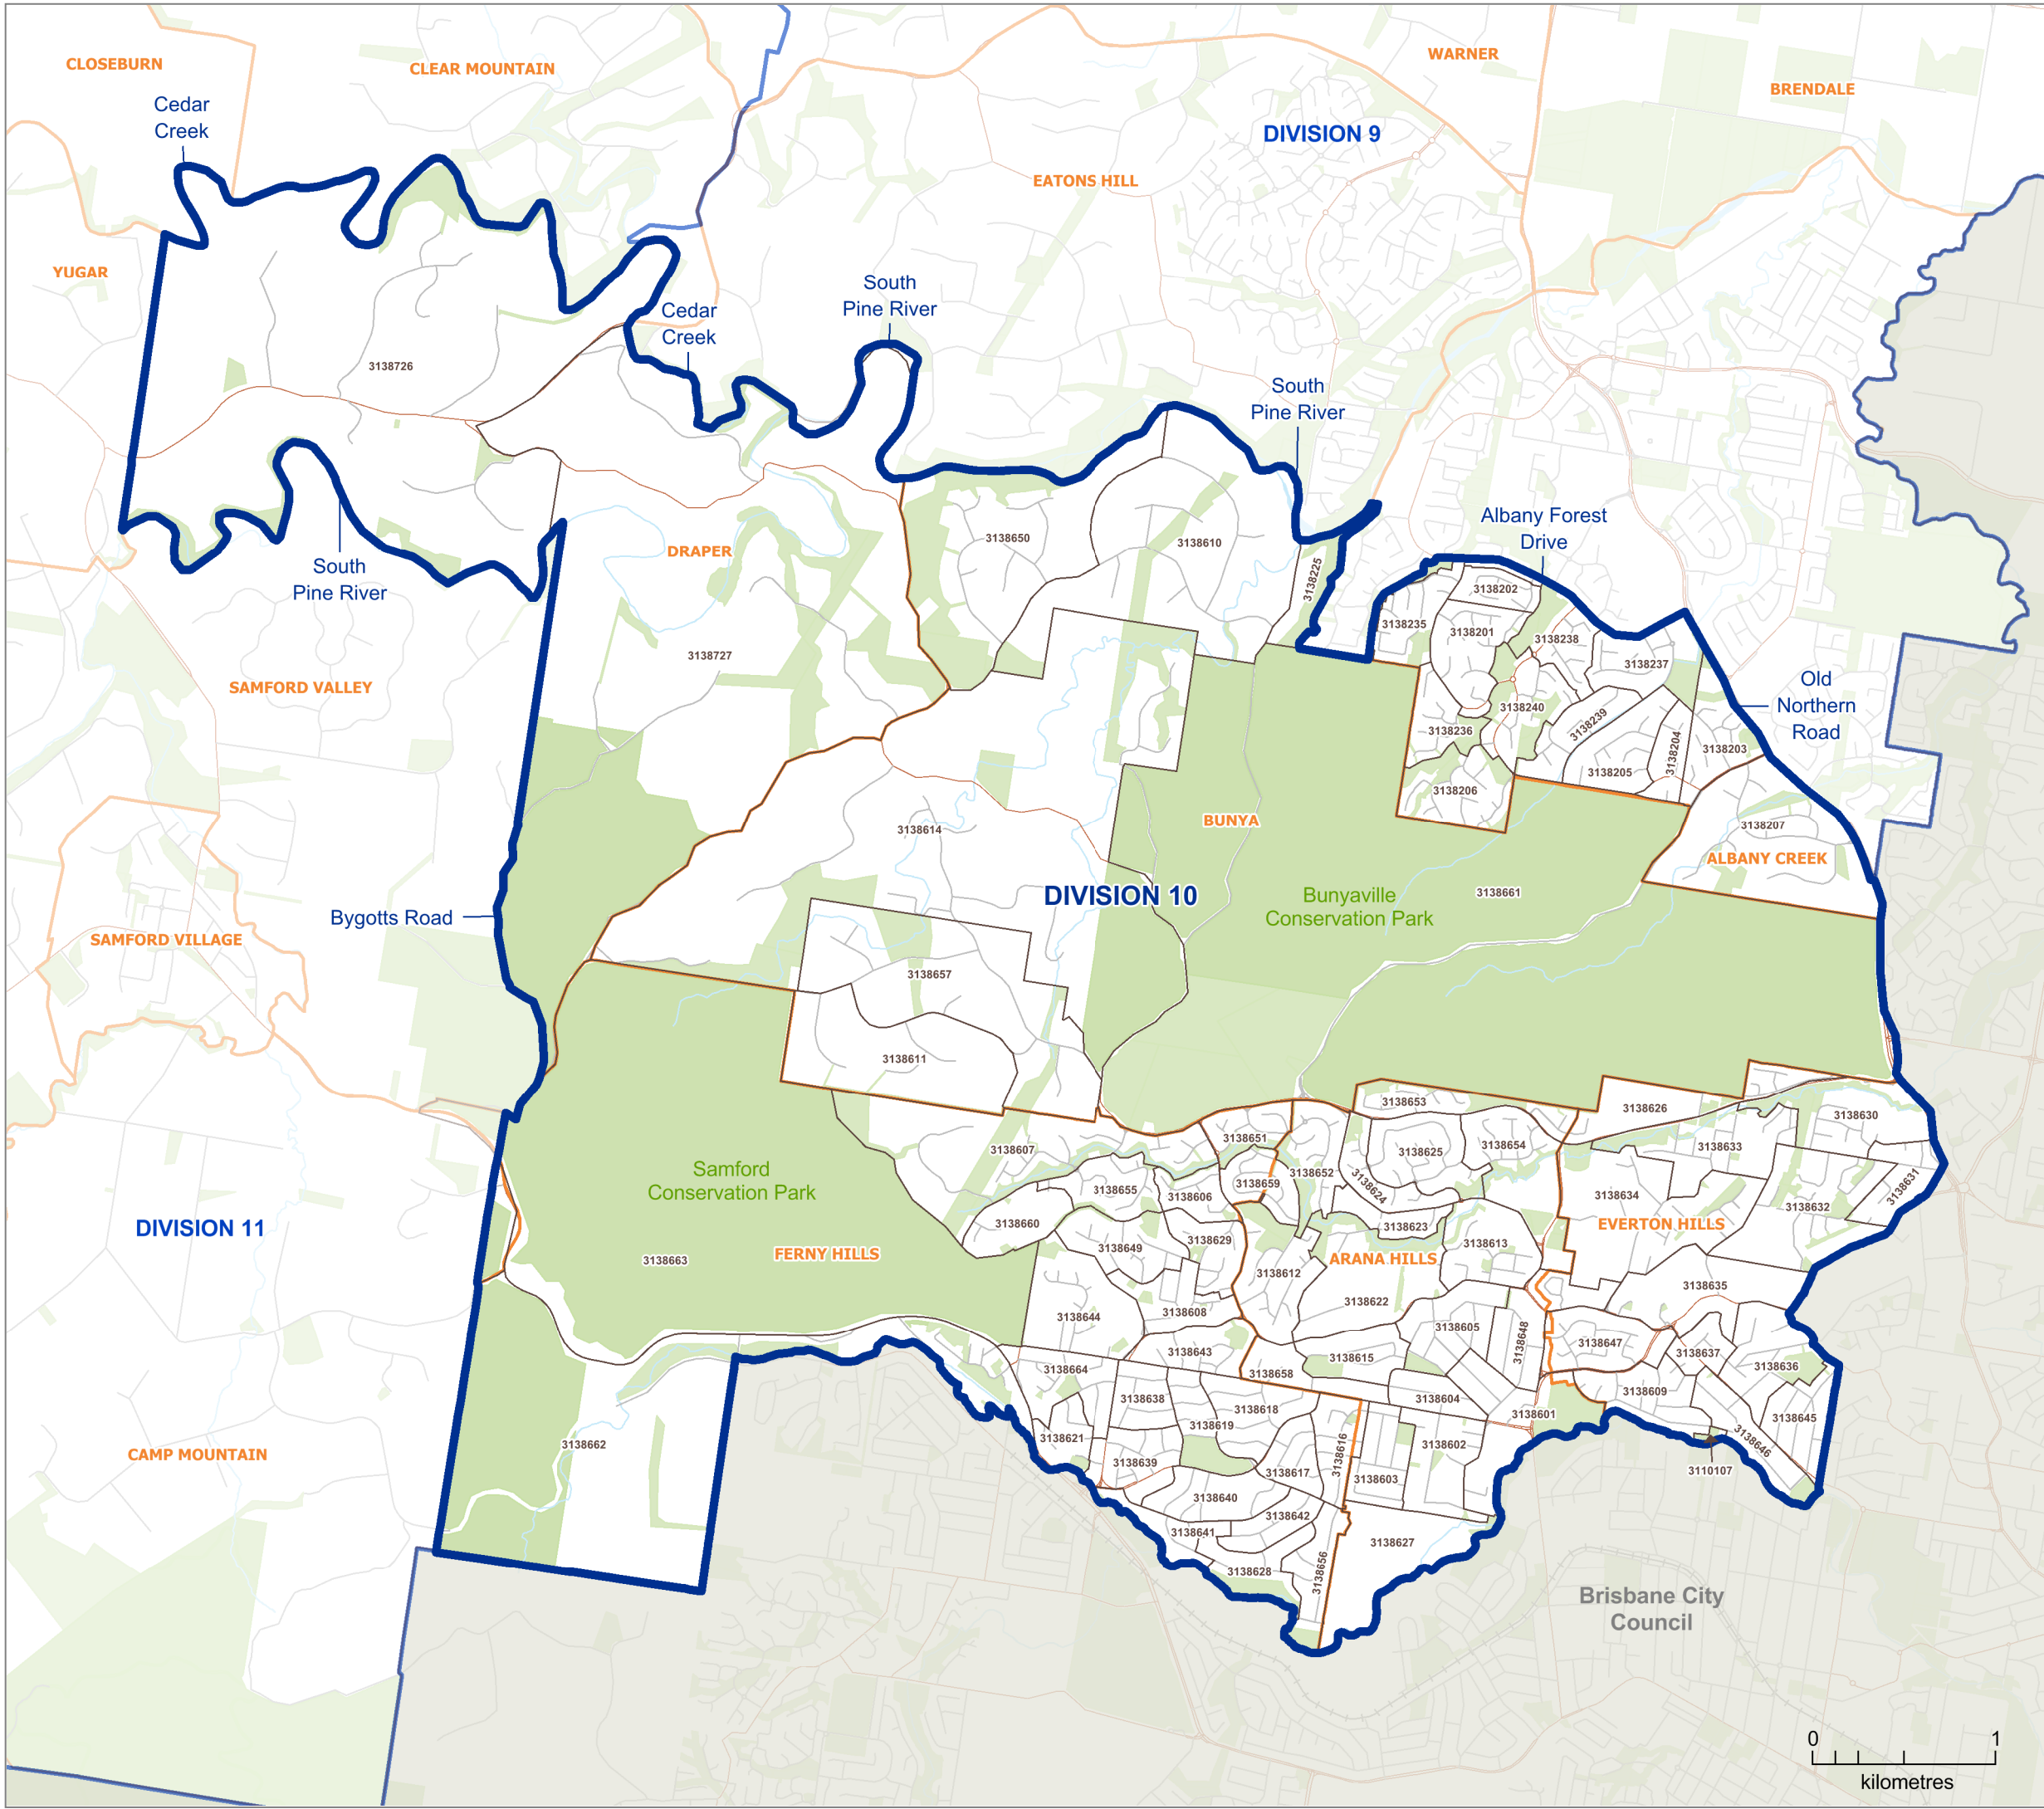 CLOSEBURN
CLEAR MOUNTAIN
WARNER
BRENDALE
Cedar
Creek
DIVISION 9
EATONS HILL
YUGAR
South
Pine River
Cedar
Creek
3138726
South
Pine River
Albany Forest
Drive
3138650
3138610
DRAPER
3138225
South
Pine River
3138202
3138235
3138201
3138238
3138237
3138727
SAMFORD VALLEY
Old
Northern
Road
3138240
3138239
3138236
3138204
3138203
3138205
3138206
3138614
BUNYA
3138207
ALBANY CREEK
DIVISION 10
Bunyaville
Conservation Park
3138661
Bygotts Road
SAMFORD VILLAGE
3138657
3138611
3138653
3138626
3138630
3138607
3138651
3138625
3138654
3138633
Samford
Conservation Park
3138652
3138659
3138624
3138655
3138606
3138634
3138631
3138632
DIVISION 11
3138660
3138623
EVERTON HILLS
3138629
3138649
3138613
FERNY HILLS
3138663
ARANA HILLS
3138612
3138635
3138622
3138608
3138644
3138605
3138648
3138647
3138643
3138615
3138637
3138664
3138658
3138636
3138638
3138604
3138609
3138618
3138601
3138619
3138645
3138621
3138616
3138602
3138646
3138662
CAMP MOUNTAIN
3138639
3138617
3138603
3110107
3138640
3138642
3138641
3138627
3138628
3138656
Brisbane City
Council
0 1
kilometres